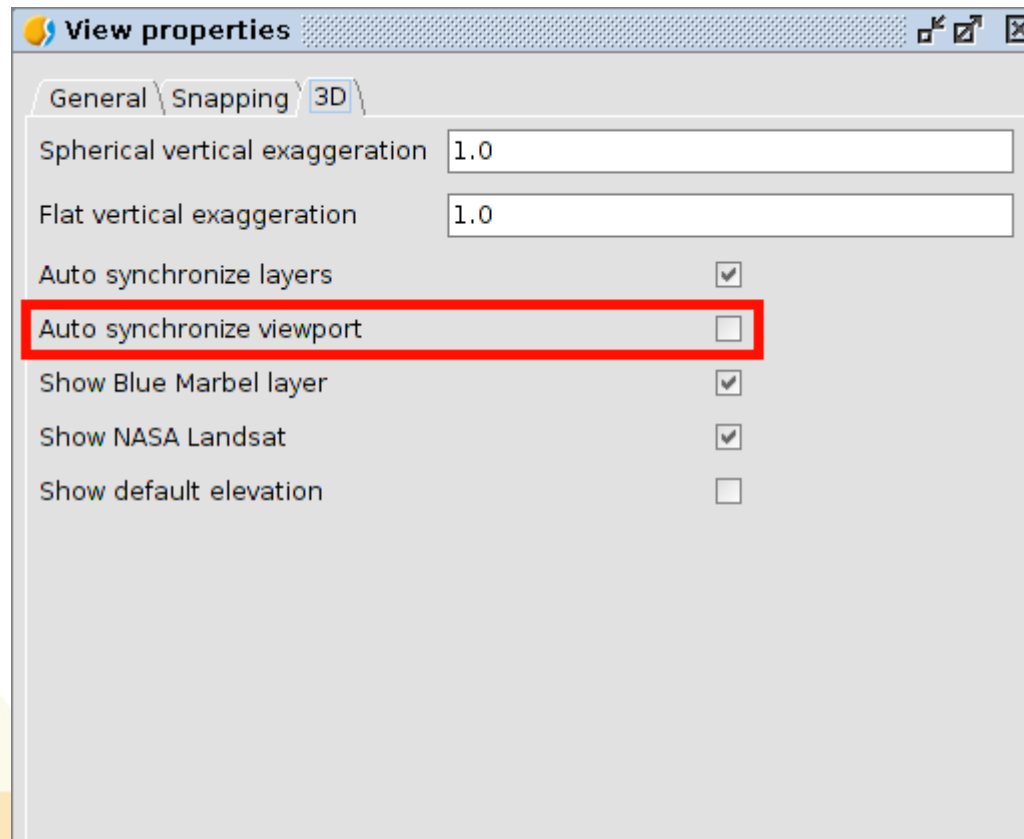 View properties
General Snapping 3D
Spherical vertical exaggeration 1.0
Flat vertical exaggeration 1.0
Auto synchronize layers
Auto synchronize viewport
Show Blue Marbel layer
Show NASA Landsat
Show default elevation